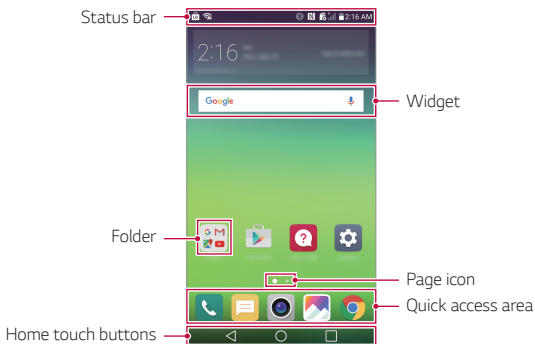 Status bar
2:16 AM
2:16
Google
Widget
Folder
Page icon
Quick access area
Home touch buttons